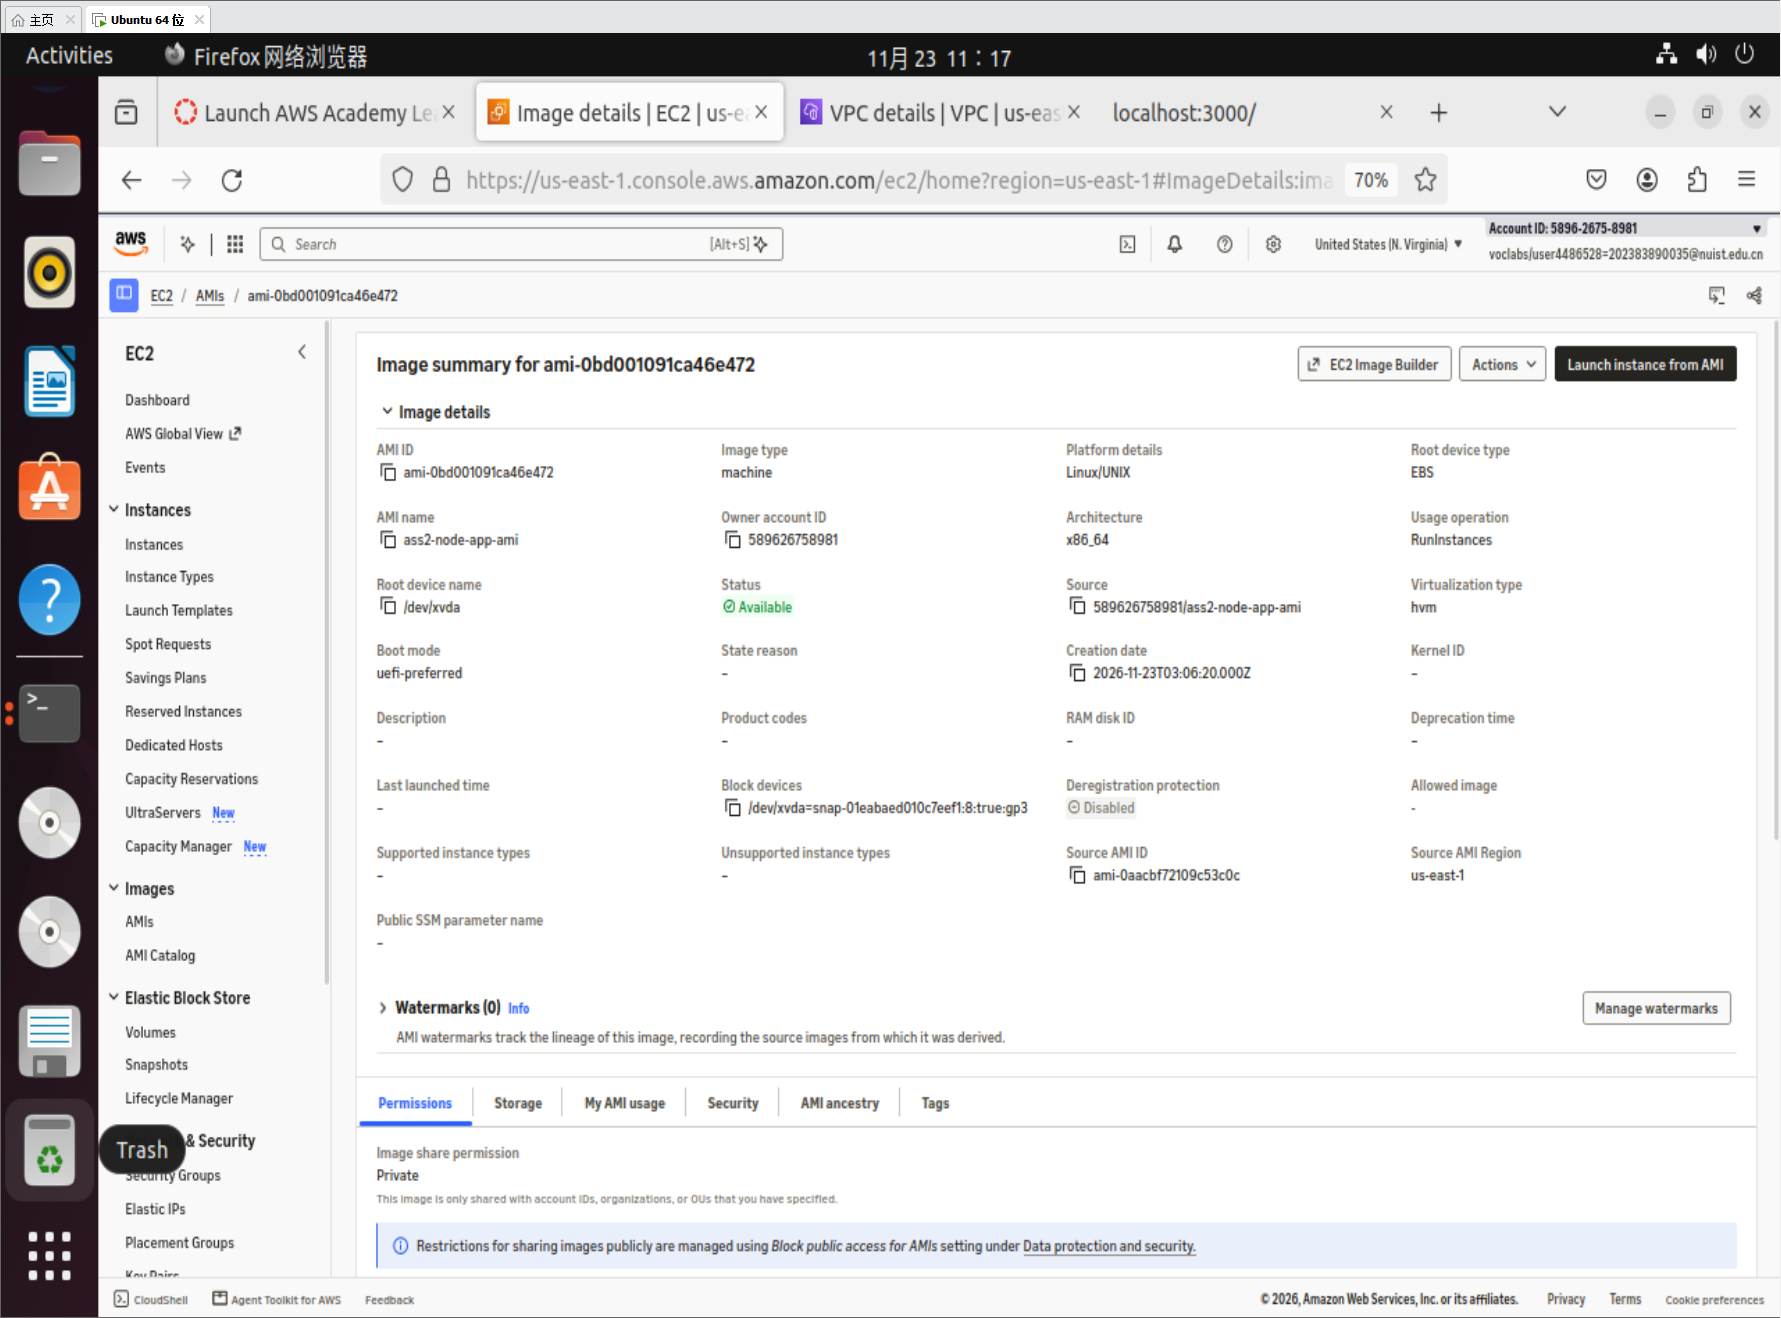 主页
Ubuntu 64 位
Activities
Firefox 网络浏览器
11月 23 11：17
Launch AWS Academy Le
Image details | EC2 | us-ea
VPC details | VPC | us-eas
localhost:3000/
https://us-east-1.console.aws.amazon.com/ec2/home?region=us-east-1#ImageDetails:ima
70%
aws
Search
[Alt+S]
United States (N. Virginia)
Account ID: 5896-2675-8981
voclabs/user4486528=202383890035@nuist.edu.cn
EC2 / AMIs / ami-0bd001091ca46e472
EC2
Dashboard
AWS Global View
Events
Instances
Instances
Instance Types
Launch Templates
Spot Requests
Savings Plans
Reserved Instances
Dedicated Hosts
Capacity Reservations
UltraServers New
Capacity Manager New
Images
AMIs
AMI Catalog
Elastic Block Store
Volumes
Snapshots
Lifecycle Manager
& Security
Trash
Security Groups
Elastic IPs
Placement Groups
Key Pairs
Image summary for ami-0bd001091ca46e472
EC2 Image Builder
Actions
Launch instance from AMI
Image details
AMI ID
ami-0bd001091ca46e472
Image type
machine
Platform details
Linux/UNIX
Root device type
EBS
AMI name
ass2-node-app-ami
Owner account ID
589626758981
Architecture
x86_64
Usage operation
RunInstances
Root device name
/dev/xvda
Status
Available
Source
589626758981/ass2-node-app-ami
Virtualization type
hvm
Boot mode
uefi-preferred
State reason
–
Creation date
2026-11-23T03:06:20.000Z
Kernel ID
–
Description
–
Product codes
–
RAM disk ID
–
Deprecation time
–
Last launched time
–
Block devices
/dev/xvda=snap-01eabaed010c7eef1:8:true:gp3
Deregistration protection
Disabled
Allowed image
-
Supported instance types
–
Unsupported instance types
–
Source AMI ID
ami-0aacbf72109c53c0c
Source AMI Region
us-east-1
Public SSM parameter name
–
Watermarks (0) Info
AMI watermarks track the lineage of this image, recording the source images from which it was derived.
Manage watermarks
Permissions
Storage
My AMI usage
Security
AMI ancestry
Tags
Image share permission
Private
This image is only shared with account IDs, organizations, or OUs that you have specified.
Restrictions for sharing images publicly are managed using Block public access for AMIs setting under Data protection and security.
CloudShell
Agent Toolkit for AWS
Feedback
© 2026, Amazon Web Services, Inc. or its affiliates.
Privacy
Terms
Cookie preferences